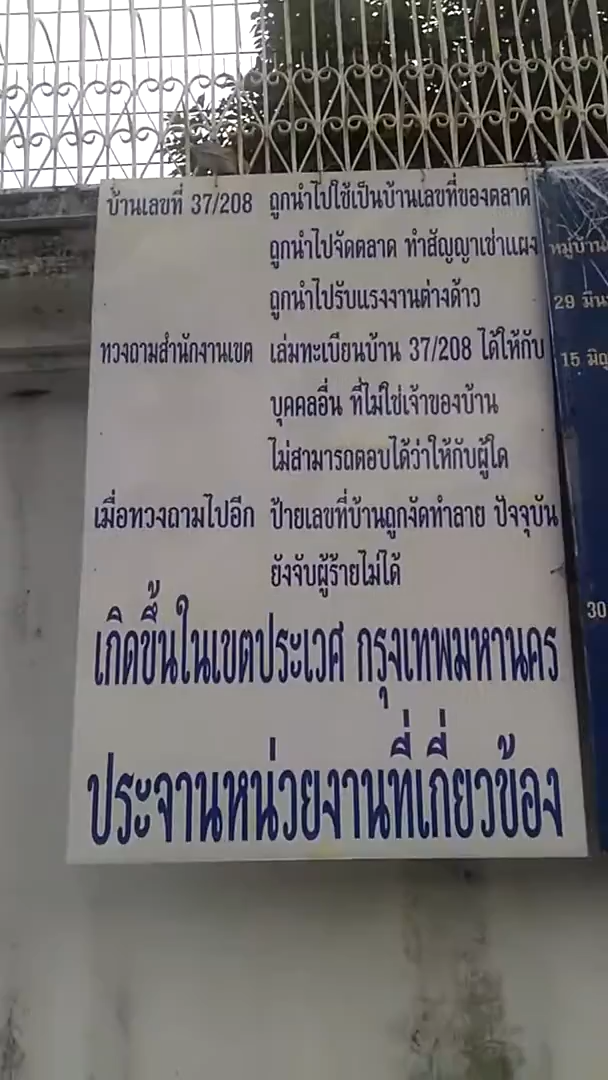 บ้านเลขที่ 37/208 ถูกนำไปใช้เป็นบ้านเลขที่ของตลาด
ถูกนำไปจัดตลาด ทำสัญญาเช่าแผง
ถูกนำไปรับแรงงานต่างด้าว
ทวงถามสำนักงานเขต เล่มทะเบียนบ้าน 37/208 ได้ให้กับ
บุคคลอื่น ที่ไม่ใช่เจ้าของบ้าน
ไม่สามารถตอบได้ว่าให้กับผู้ใด
เมื่อทวงถามไปอีก ป้ายเลขที่บ้านถูกงัดทำลาย ปัจจุบัน
ยังจับผู้ร้ายไม่ได้
เกิดขึ้นในเขตประเวศ กรุงเทพมหานคร
ประจานหน่วยงานที่เกี่ยวข้อง
หมู่บ้าน
29
15
30